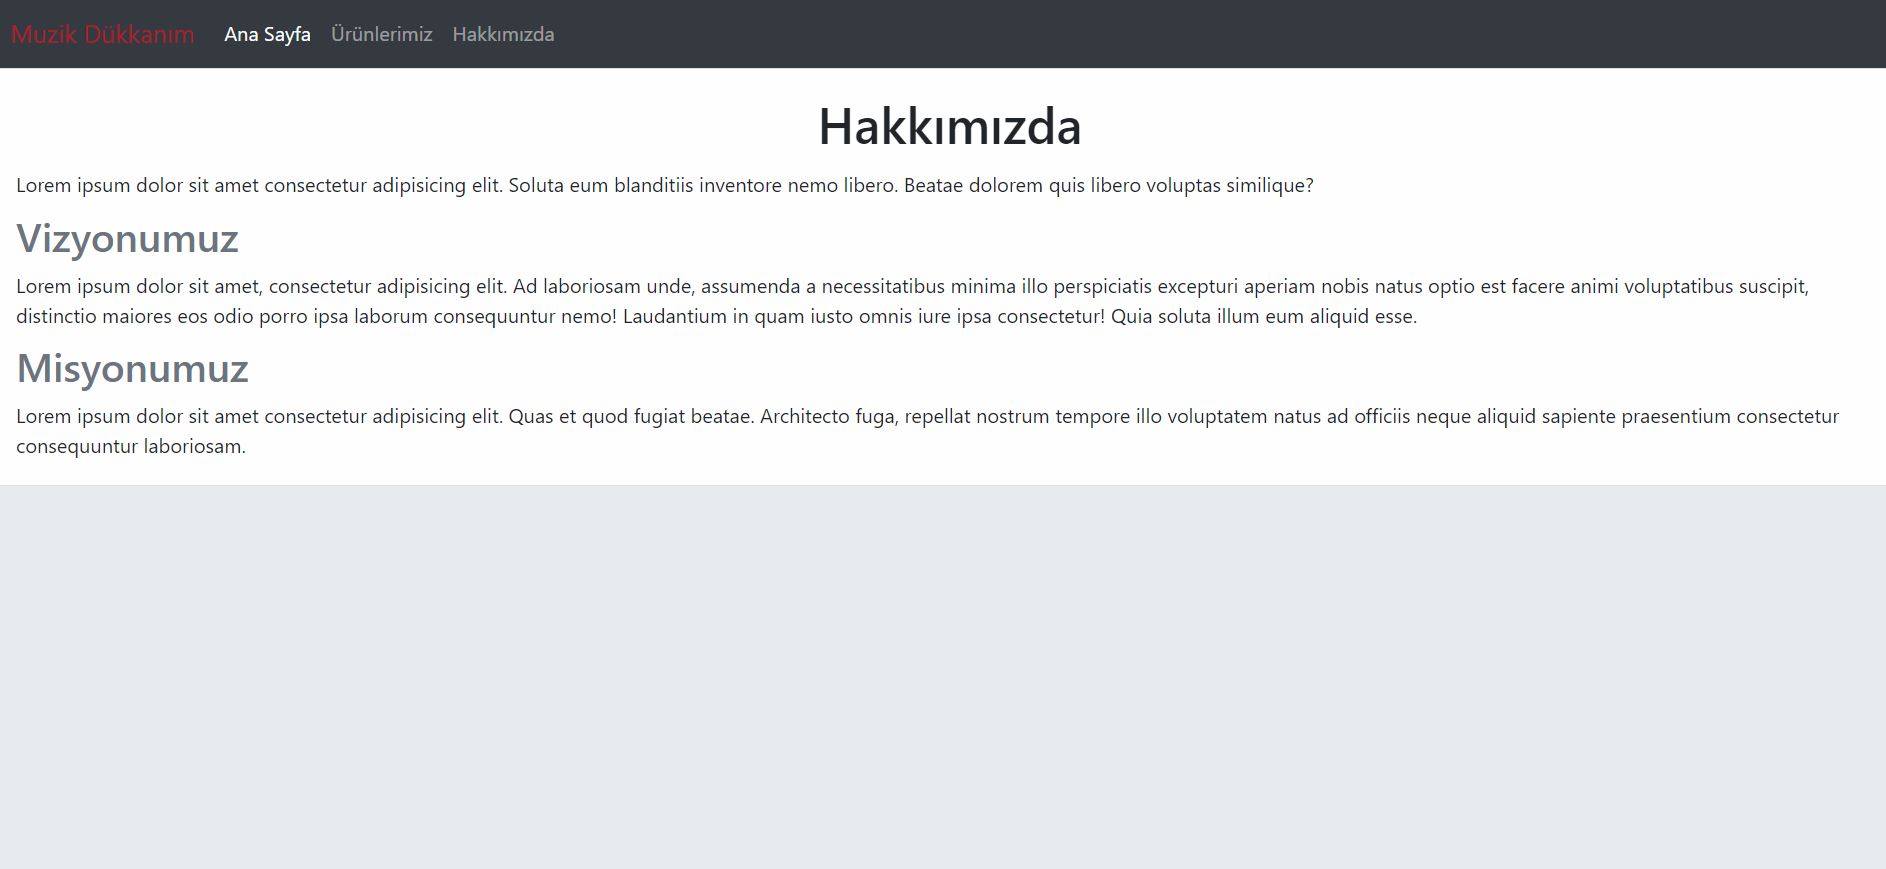 Muzik Dükkanım Ana Sayfa Ürünlerimiz Hakkımızda
Hakkımızda
Lorem ipsum dolor sit amet consectetur adipisicing elit. Soluta eum blanditiis inventore nemo libero. Beatae dolorem quis libero voluptas similique?
Vizyonumuz
Lorem ipsum dolor sit amet, consectetur adipisicing elit. Ad laboriosam unde, assumenda a necessitatibus minima illo perspiciatis excepturi aperiam nobis natus optio est facere animi voluptatibus suscipit,
distinctio maiores eos odio porro ipsa laborum consequuntur nemo! Laudantium in quam iusto omnis iure ipsa consectetur! Quia soluta illum eum aliquid esse.
Misyonumuz
Lorem ipsum dolor sit amet consectetur adipisicing elit. Quas et quod fugiat beatae. Architecto fuga, repellat nostrum tempore illo voluptatem natus ad officiis neque aliquid sapiente praesentium consectetur
consequuntur laboriosam.